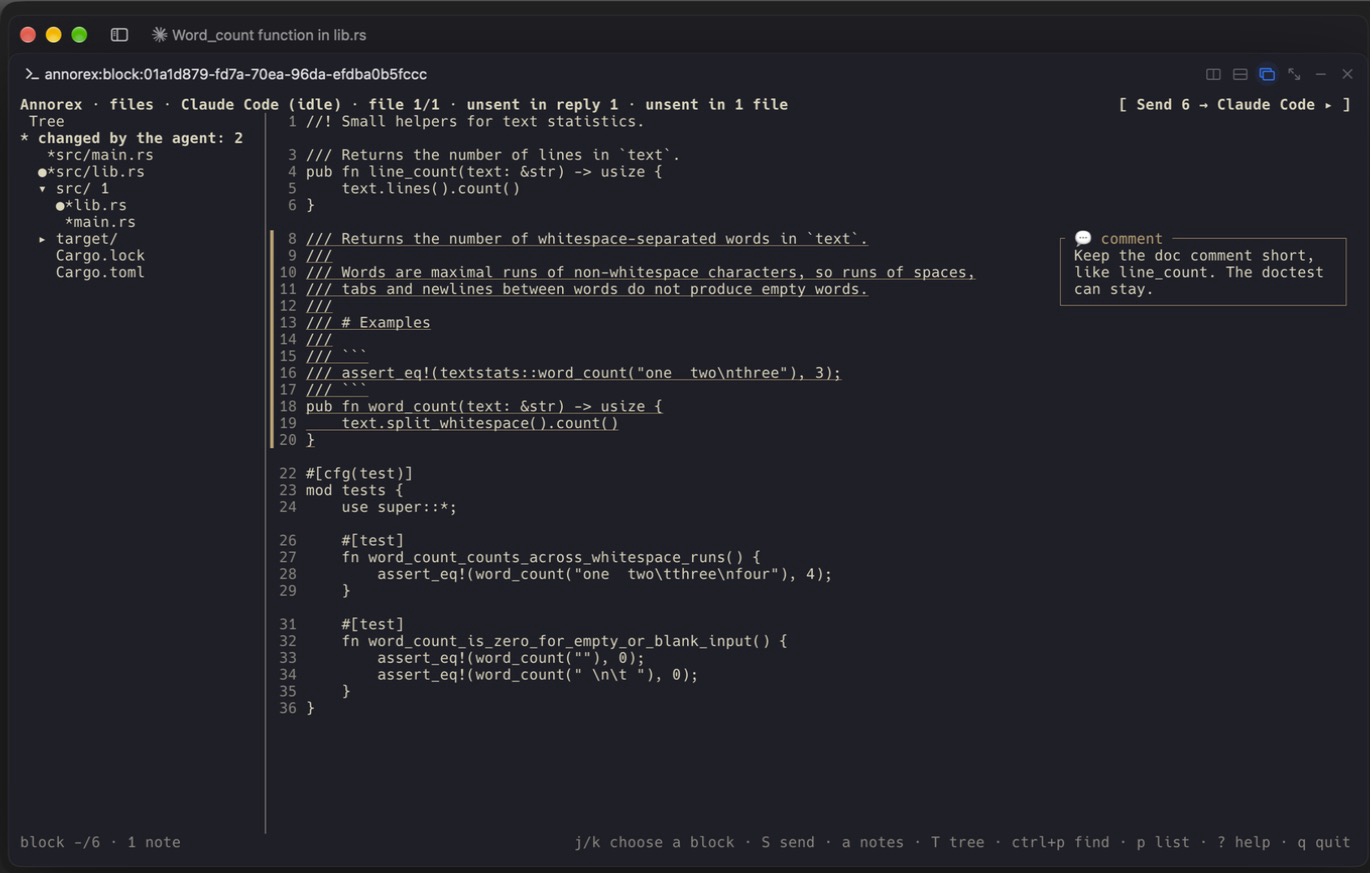 Word_count function in lib.rs
annorex:block:01a1d879-fd7a-70ea-96da-efdba0b5fccc
Annorex · files · Claude Code (idle) · file 1/1 · unsent in reply 1 · unsent in 1 file [ Send 6 → Claude Code ▸ ]
Tree
* changed by the agent: 2
*src/main.rs
●*src/lib.rs
▾ src/ 1
●*lib.rs
*main.rs
▸ target/
Cargo.lock
Cargo.toml
1 //! Small helpers for text statistics.
3 /// Returns the number of lines in `text`.
4 pub fn line_count(text: &str) -> usize {
5     text.lines().count()
6 }
8 /// Returns the number of whitespace-separated words in `text`.
9 ///
10 /// Words are maximal runs of non-whitespace characters, so runs of spaces,
11 /// tabs and newlines between words do not produce empty words.
12 ///
13 /// # Examples
14 ///
15 /// ```
16 /// assert_eq!(textstats::word_count("one  two\nthree"), 3);
17 /// ```
18 pub fn word_count(text: &str) -> usize {
19     text.split_whitespace().count()
20 }
22 #[cfg(test)]
23 mod tests {
24     use super::*;
26     #[test]
27     fn word_count_counts_across_whitespace_runs() {
28         assert_eq!(word_count("one  two\tthree\nfour"), 4);
29     }
31     #[test]
32     fn word_count_is_zero_for_empty_or_blank_input() {
33         assert_eq!(word_count(""), 0);
34         assert_eq!(word_count(" \n\t "), 0);
35     }
36 }
💬 comment
Keep the doc comment short,
like line_count. The doctest
can stay.
block -/6 · 1 note
j/k choose a block · S send · a notes · T tree · ctrl+p find · p list · ? help · q quit